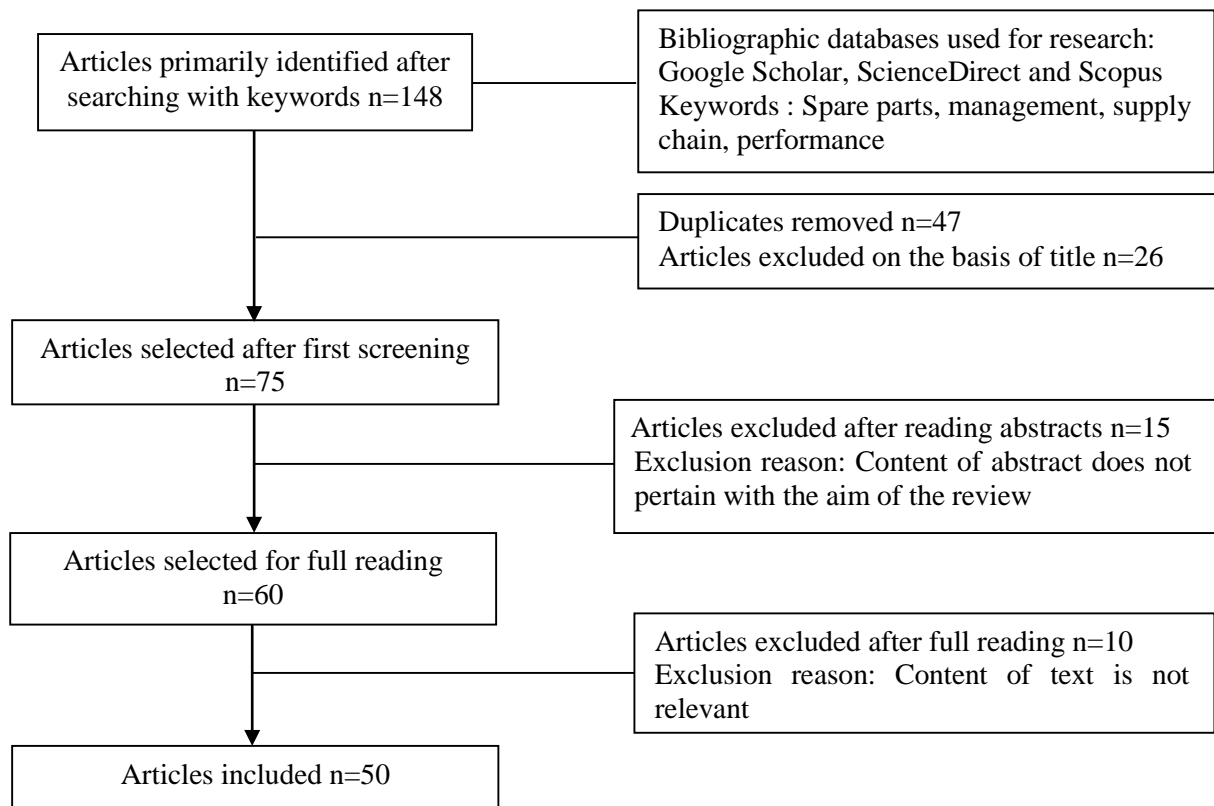 Articles primarily identified after
searching with keywords n=148
Bibliographic databases used for research:
Google Scholar, ScienceDirect and Scopus
Keywords : Spare parts, management, supply
chain, performance
Duplicates removed n=47
Articles excluded on the basis of title n=26
Articles selected after first screening
n=75
Articles excluded after reading abstracts n=15
Exclusion reason: Content of abstract does not
pertain with the aim of the review
Articles selected for full reading
n=60
Articles excluded after full reading n=10
Exclusion reason: Content of text is not
relevant
Articles included n=50